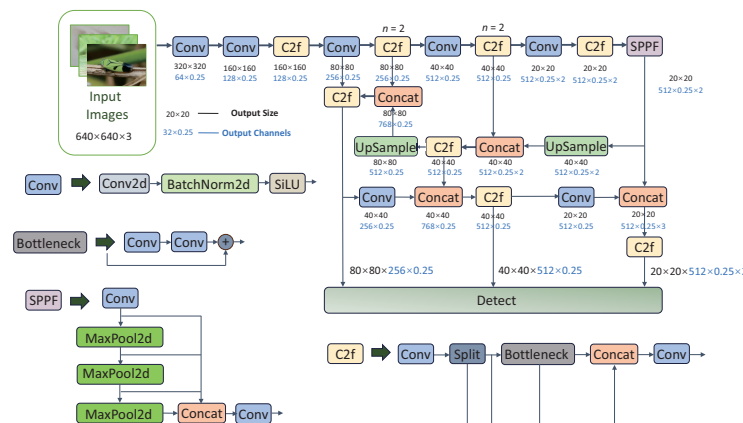 n = 2
n = 2
Conv Conv C2f Conv C2f Conv C2f Conv C2f SPPF
320×320 160×160 160×160 80×80 80×80 40×40 40×40 20×20 20×20 20×20
64×0.25 128×0.25 128×0.25 256×0.25 256×0.25 512×0.25 512×0.25 512×0.25×2 512×0.25×2 512×0.25×2
Input
Images
640×640×3
20×20 Output Size
32×0.25 Output Channels
C2f Concat
768×0.25
UpSample C2f Concat UpSample
80×80 40×40 40×40 40×40
512×0.25 512×0.25 512×0.25×2 512×0.25×2
Conv Concat C2f Conv Concat
40×40 40×40 40×40 20×20 20×20
256×0.25 768×0.25 512×0.25 512×0.25 512×0.25×3
C2f
80×80×256×0.25 40×40×512×0.25 20×20×512×0.25×2
Detect
Conv Conv2d BatchNorm2d SiLU
Bottleneck Conv Conv +
SPPF Conv
MaxPool2d
MaxPool2d
MaxPool2d Concat Conv
C2f Conv Split Bottleneck Concat Conv